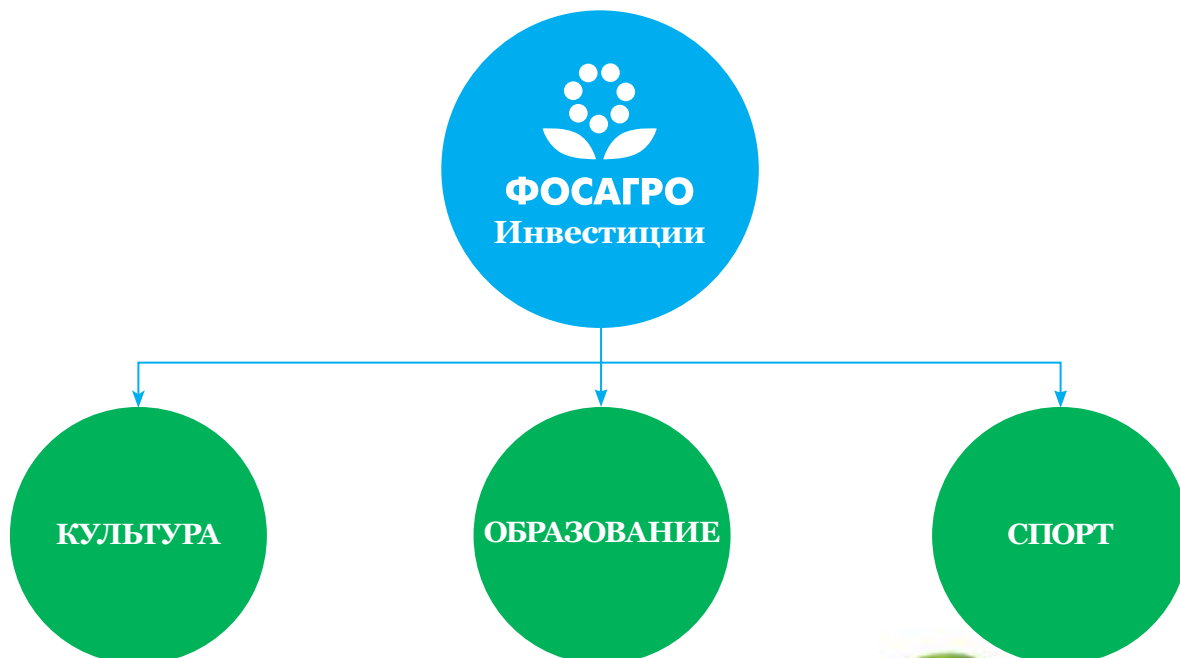 ФОСАГРО
Инвестиции
КУЛЬТУРА
ОБРАЗОВАНИЕ
СПОРТ